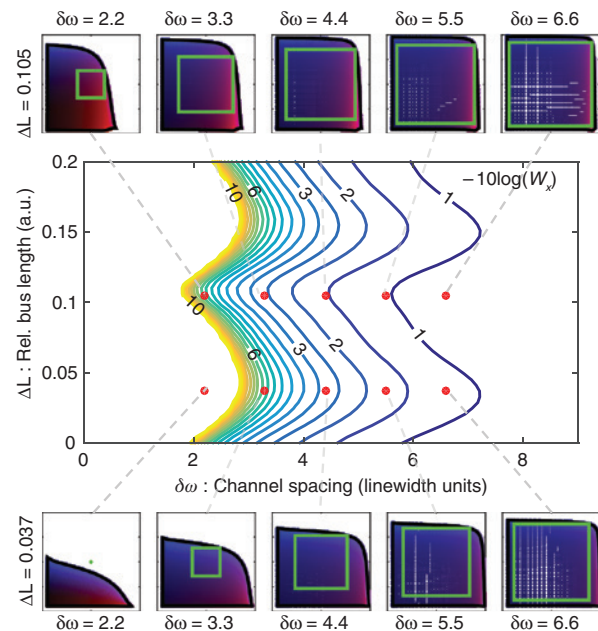 δω = 2.2 δω = 3.3 δω = 4.4 δω = 5.5 δω = 6.6
ΔL = 0.105
0.2
−10log(Wₓ)
10 6 3 2 1
0.15
0.1
10 6 3 2 1
0.05
0
ΔL : Rel. bus length (a.u.)
0 2 4 6 8
δω : Channel spacing (linewidth units)
ΔL = 0.037
δω = 2.2 δω = 3.3 δω = 4.4 δω = 5.5 δω = 6.6